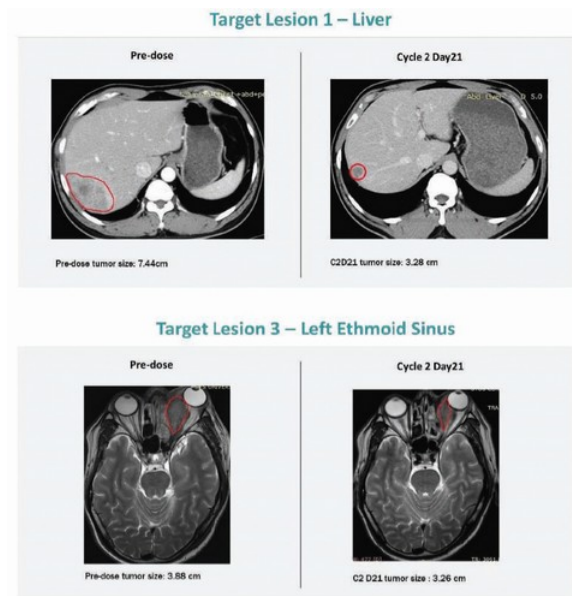 Target Lesion 1 – Liver
Pre-dose
Cycle 2 Day21
Pre-dose tumor size: 7.44cm
C2D21 tumor size: 3.28 cm
Target Lesion 3 – Left Ethmoid Sinus
Pre-dose
Cycle 2 Day21
Pre-dose tumor size: 3.88 cm
C2 D21 tumor size : 3.26 cm